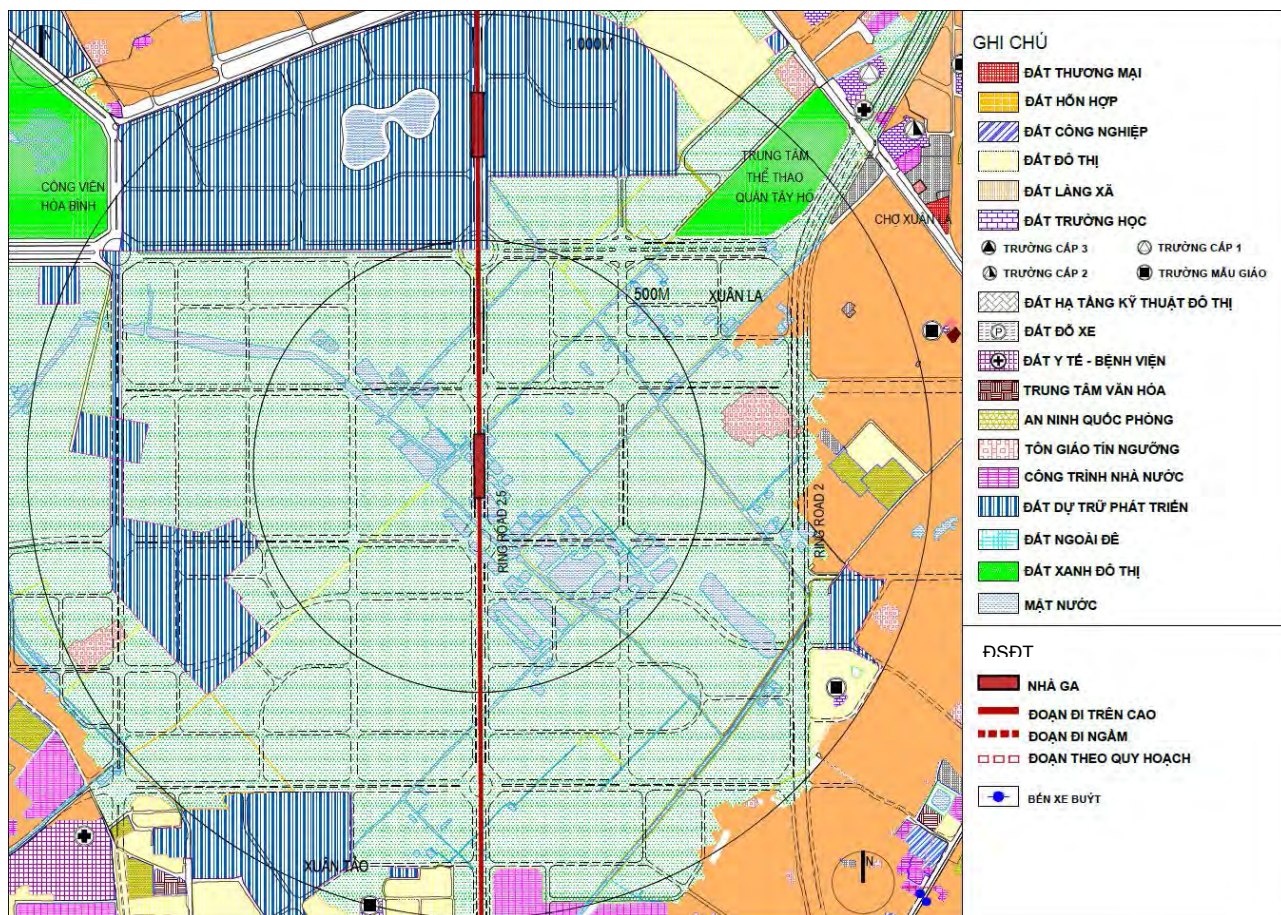 N
1,000M
CÔNG VIÊN
HÒA BÌNH
TRUNG TÂM
THỂ THAO
QUẬN TÂY HỒ
CHỢ XUÂN LA
500M
XUÂN LA
RING ROAD 2.5
RING ROAD 2
XUÂN TẢO
N
GHI CHÚ
ĐẤT THƯƠNG MẠI
ĐẤT HỖN HỢP
ĐẤT CÔNG NGHIỆP
ĐẤT ĐÔ THỊ
ĐẤT LÀNG XÃ
ĐẤT TRƯỜNG HỌC
TRƯỜNG CẤP 3
TRƯỜNG CẤP 1
TRƯỜNG CẤP 2
TRƯỜNG MẪU GIÁO
ĐẤT HẠ TẦNG KỸ THUẬT ĐÔ THỊ
P ĐẤT ĐỖ XE
ĐẤT Y TẾ - BỆNH VIỆN
TRUNG TÂM VĂN HÓA
AN NINH QUỐC PHÒNG
TÔN GIÁO TÍN NGƯỠNG
CÔNG TRÌNH NHÀ NƯỚC
ĐẤT DỰ TRỮ PHÁT TRIỂN
ĐẤT NGOÀI ĐÊ
ĐẤT XANH ĐÔ THỊ
MẶT NƯỚC
ĐSĐT
NHÀ GA
ĐOẠN ĐI TRÊN CAO
ĐOẠN ĐI NGẦM
ĐOẠN THEO QUY HOẠCH
BẾN XE BUÝT